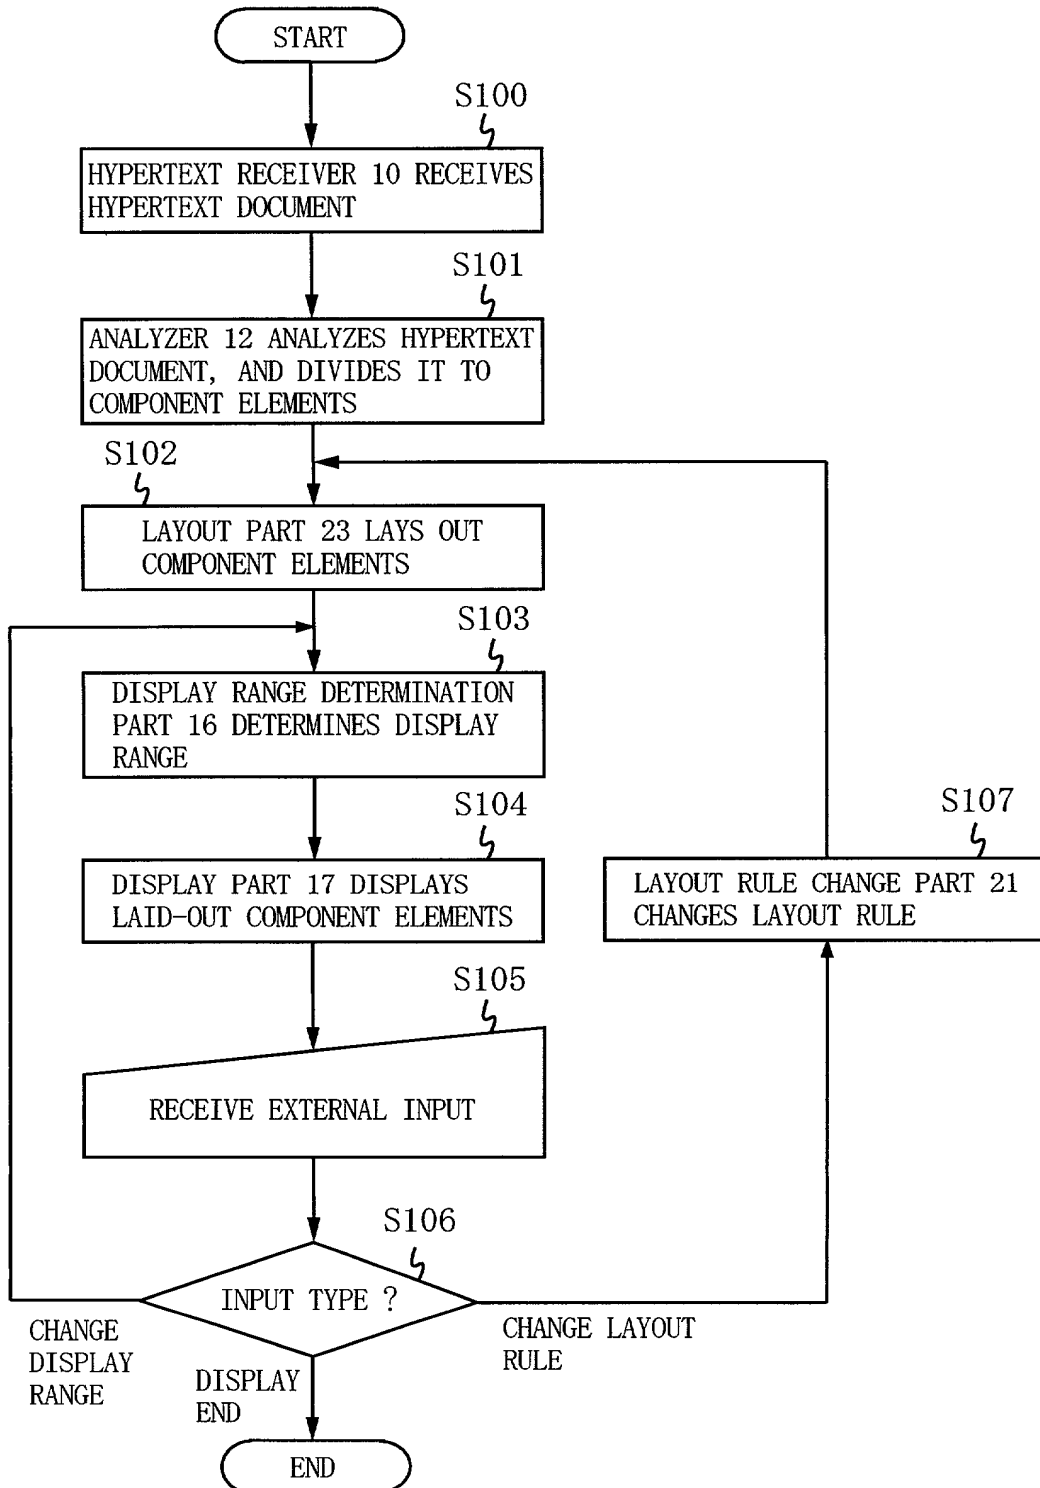 START
S100
HYPERTEXT RECEIVER 10 RECEIVES
HYPERTEXT DOCUMENT
S101
ANALYZER 12 ANALYZES HYPERTEXT
DOCUMENT, AND DIVIDES IT TO
COMPONENT ELEMENTS
S102
LAYOUT PART 23 LAYS OUT
COMPONENT ELEMENTS
S103
DISPLAY RANGE DETERMINATION
PART 16 DETERMINES DISPLAY
RANGE
S104
DISPLAY PART 17 DISPLAYS
LAID-OUT COMPONENT ELEMENTS
S107
LAYOUT RULE CHANGE PART 21
CHANGES LAYOUT RULE
S105
RECEIVE EXTERNAL INPUT
S106
INPUT TYPE ?
CHANGE
DISPLAY
RANGE
CHANGE LAYOUT
RULE
DISPLAY
END
END